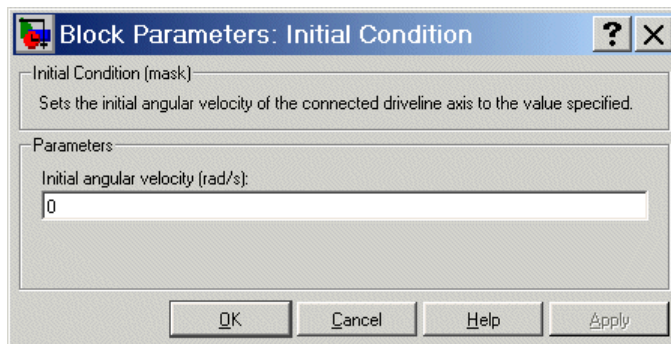 Block Parameters: Initial Condition
Initial Condition (mask)
Sets the initial angular velocity of the connected driveline axis to the value specified.
Parameters
Initial angular velocity (rad/s):
0
OK Cancel Help Apply